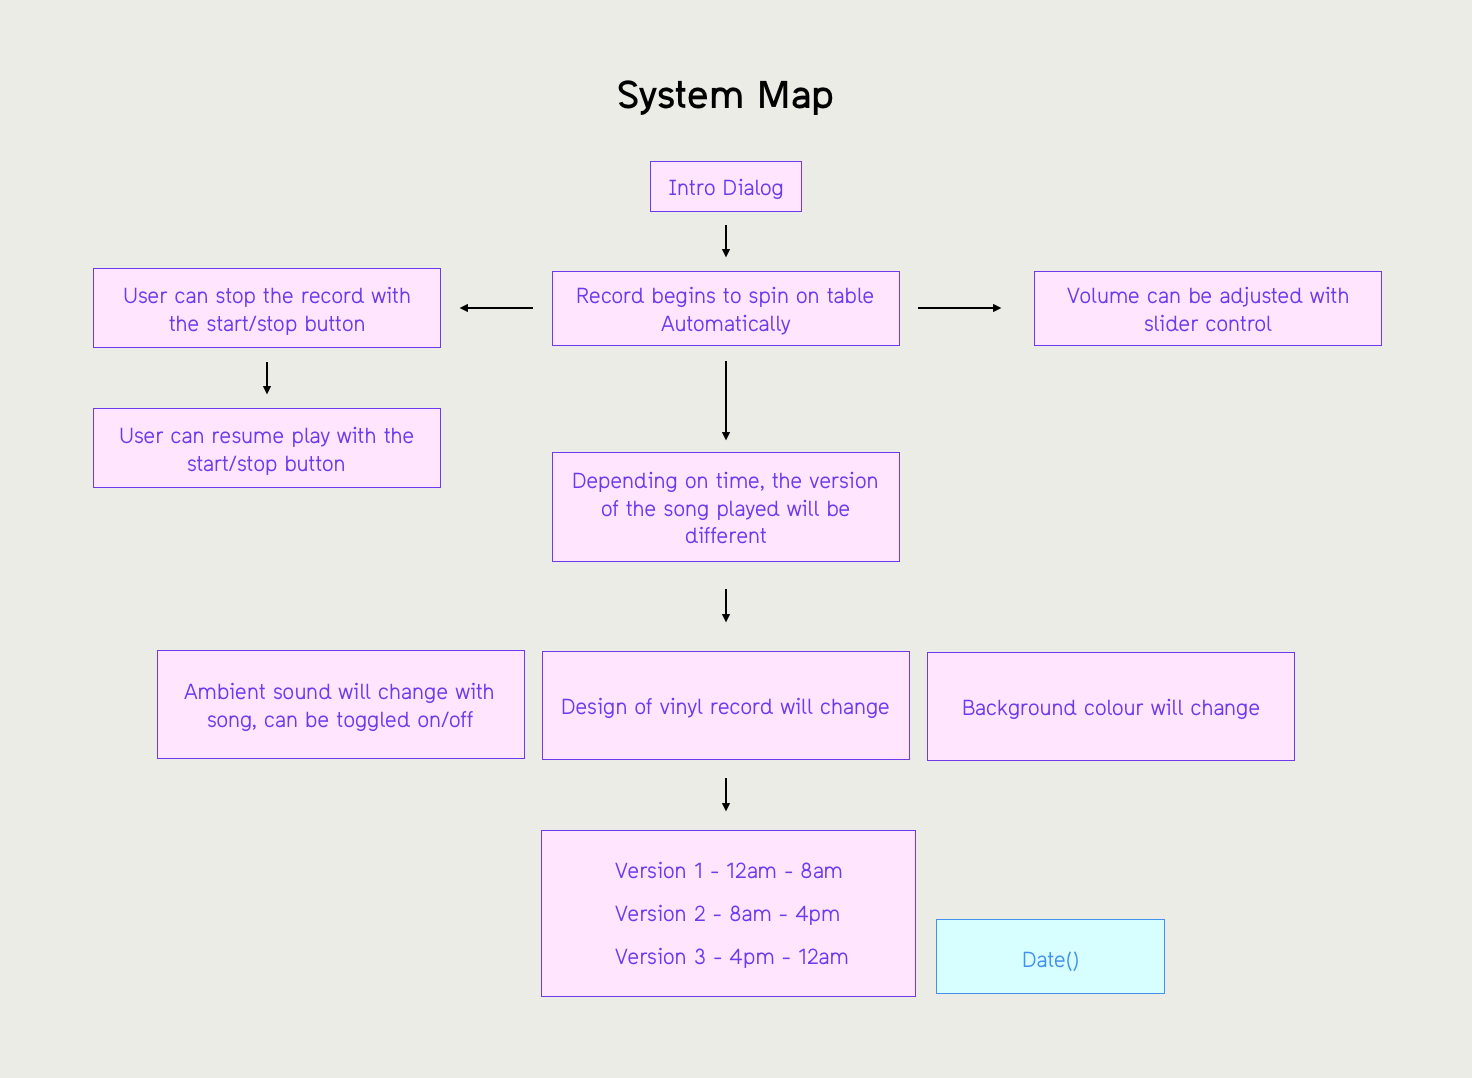 System Map
Intro Dialog
User can stop the record with
the start/stop button
Record begins to spin on table
Automatically
Volume can be adjusted with
slider control
User can resume play with the
start/stop button
Depending on time, the version
of the song played will be
different
Ambient sound will change with
song, can be toggled on/off
Design of vinyl record will change
Background colour will change
Version 1 - 12am - 8am
Version 2 - 8am - 4pm
Version 3 - 4pm - 12am
Date()